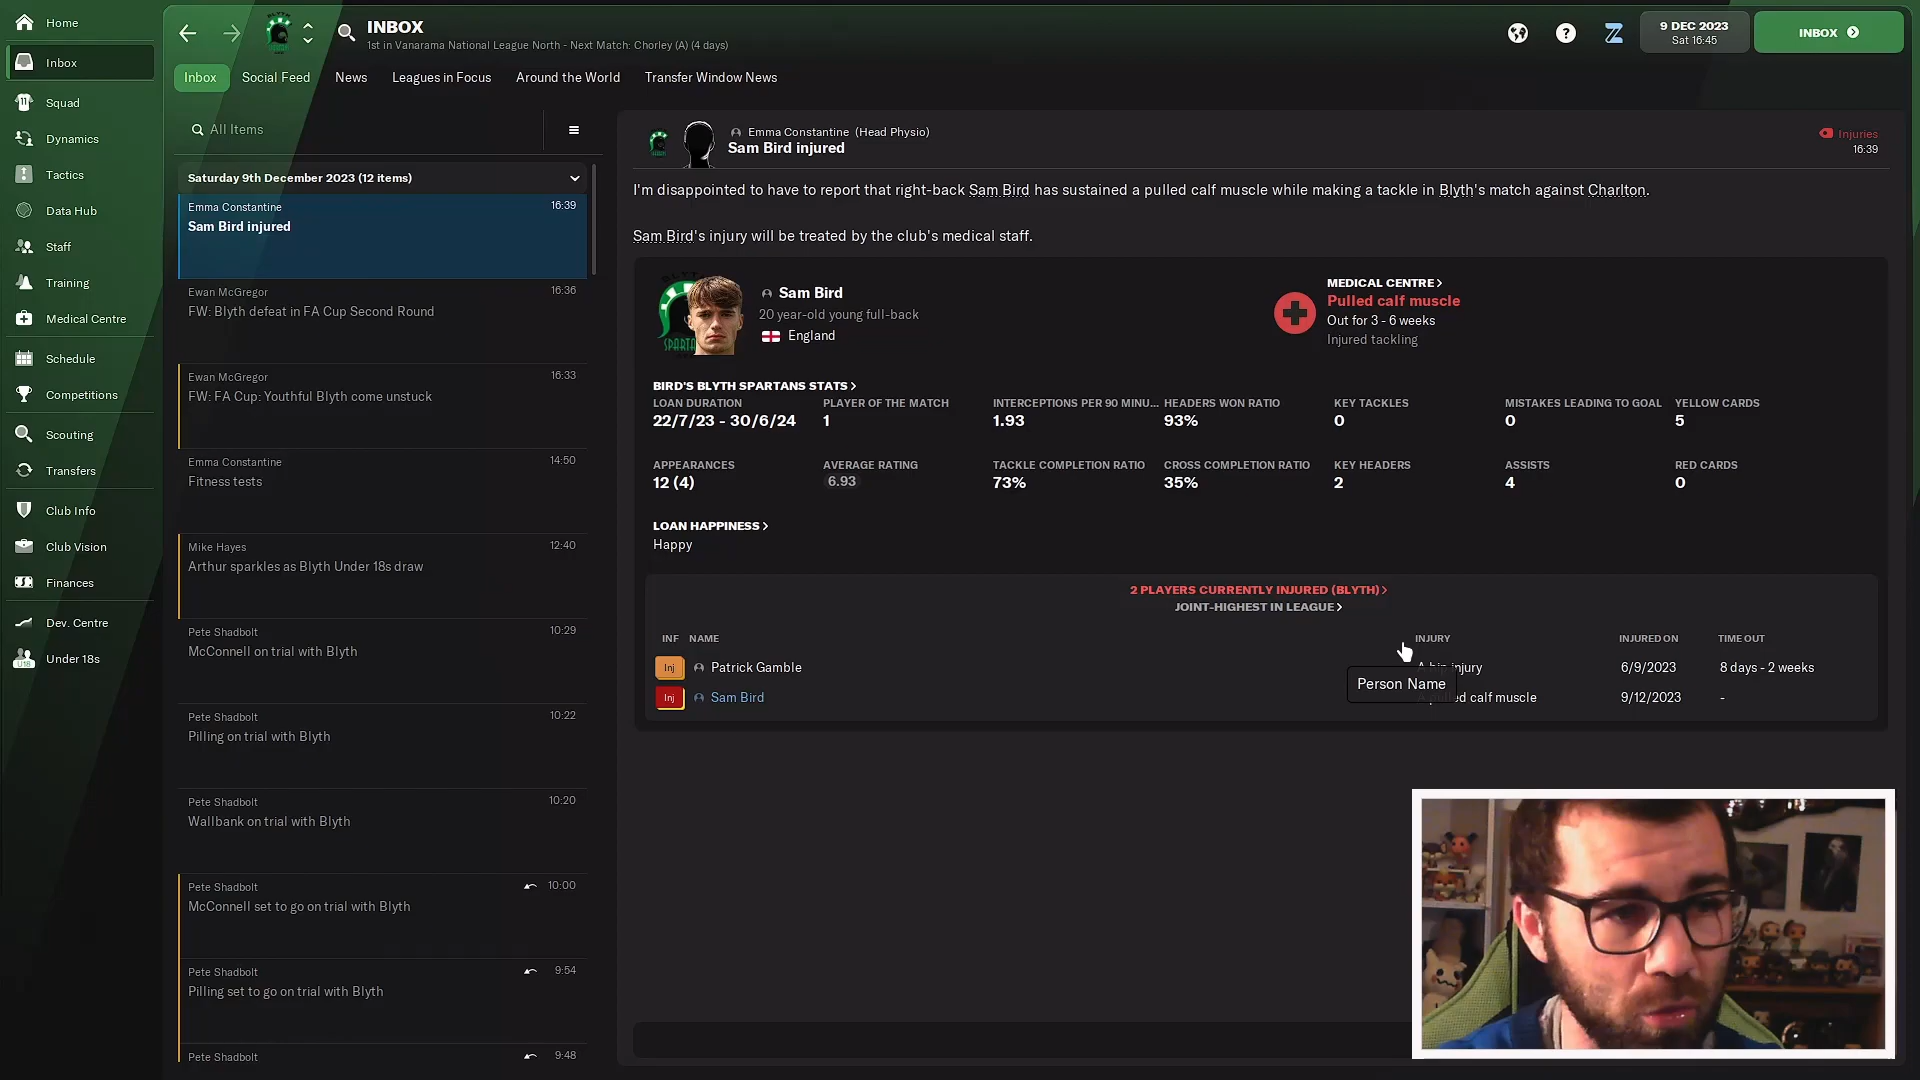 Home
Inbox
Squad
Dynamics
Tactics
Data Hub
Staff
Training
Medical Centre
Schedule
Competitions
Scouting
Transfers
Club Info
Club Vision
Finances
Dev. Centre
Under 18s
INBOX
1st in Vanarama National League North - Next Match: Chorley (A) (4 days)
9 DEC 2023
Sat 16:45
INBOX
Inbox Social Feed News Leagues in Focus Around the World Transfer Window News
All Items
Saturday 9th December 2023 (12 items)
Emma Constantine 16:39
Sam Bird injured
Ewan McGregor 16:36
FW: Blyth defeat in FA Cup Second Round
Ewan McGregor 16:33
FW: FA Cup: Youthful Blyth come unstuck
Emma Constantine 14:50
Fitness tests
Mike Hayes 12:40
Arthur sparkles as Blyth Under 18s draw
Pete Shadbolt 10:29
McConnell on trial with Blyth
Pete Shadbolt 10:22
Pilling on trial with Blyth
Pete Shadbolt 10:20
Wallbank on trial with Blyth
Pete Shadbolt 10:00
McConnell set to go on trial with Blyth
Pete Shadbolt 9:54
Pilling set to go on trial with Blyth
Pete Shadbolt 9:48
Emma Constantine (Head Physio)
Sam Bird injured
Injuries
16:39
I'm disappointed to have to report that right-back Sam Bird has sustained a pulled calf muscle while making a tackle in Blyth's match against Charlton.
Sam Bird's injury will be treated by the club's medical staff.
Sam Bird
20 year-old young full-back
England
MEDICAL CENTRE
Pulled calf muscle
Out for 3 - 6 weeks
Injured tackling
BIRD'S BLYTH SPARTANS STATS
LOAN DURATION PLAYER OF THE MATCH INTERCEPTIONS PER 90 MINU... HEADERS WON RATIO KEY TACKLES MISTAKES LEADING TO GOAL YELLOW CARDS
22/7/23 - 30/6/24 1 1.93 93% 0 0 5
APPEARANCES AVERAGE RATING TACKLE COMPLETION RATIO CROSS COMPLETION RATIO KEY HEADERS ASSISTS RED CARDS
12 (4) 6.93 73% 35% 2 4 0
LOAN HAPPINESS
Happy
2 PLAYERS CURRENTLY INJURED (BLYTH)
JOINT-HIGHEST IN LEAGUE
INF NAME INJURY INJURED ON TIME OUT
Inj Patrick Gamble A hip injury 6/9/2023 8 days - 2 weeks
Inj Sam Bird pulled calf muscle 9/12/2023 -
Person Name